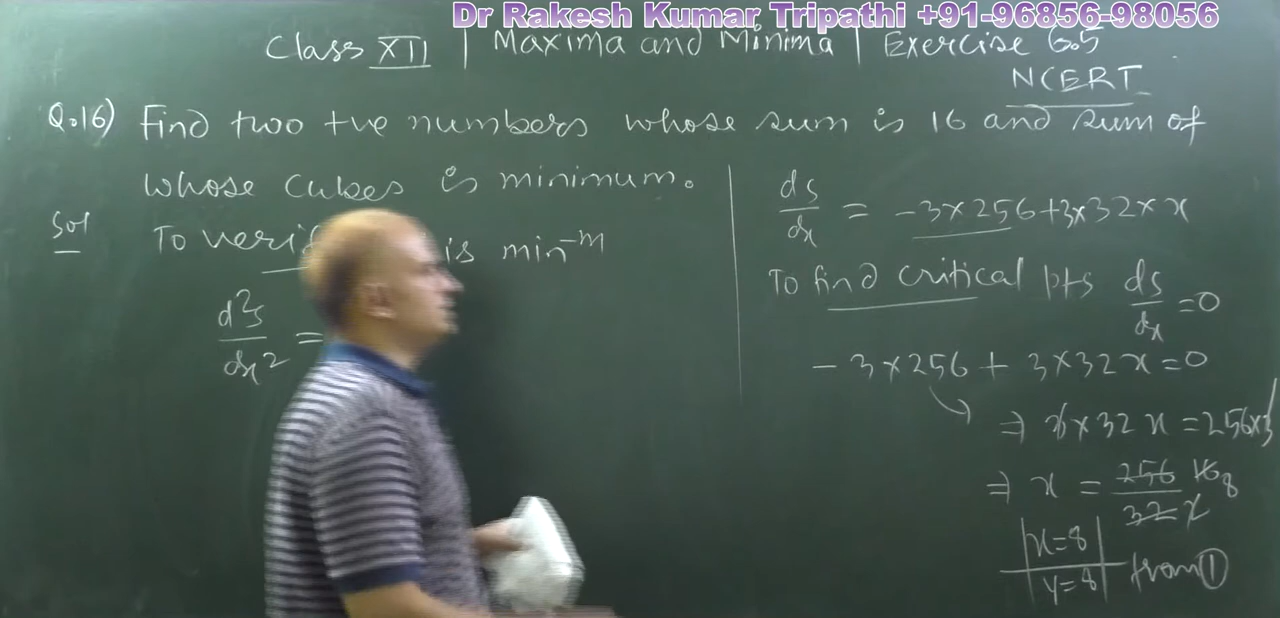 Dr Rakesh Kumar Tripathi +91-96856-98056
Class XII | Maxima and Minima | Exercise 6.5
NCERT
Q.16) Find two +ve numbers whose sum is 16 and sum of
whose cubes is minimum.
Sol
To veri is min^-m
d²s/dx² =
ds/dx = -3×256+3×32×x
To find critical pts ds/dx =0
-3×256 + 3×32x=0
⇒ 3×32x =256×3
⇒ x = 256/32 16 8
x=8
y=8 from ①